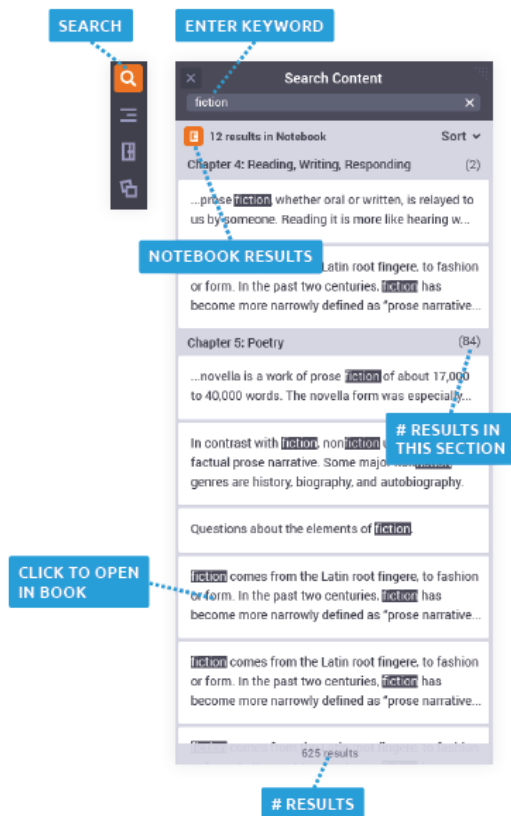 SEARCH
ENTER KEYWORD
Search Content
fiction
12 results in Notebook
Sort
Chapter 4: Reading, Writing, Responding (2)
...prose fiction, whether oral or written, is relayed to
us by someone. Reading it is more like hearing w...
NOTEBOOK RESULTS
Latin root fingere, to fashion
or form. In the past two centuries, fiction has
become more narrowly defined as "prose narrative...
Chapter 5: Poetry (84)
...novella is a work of prose fiction of about 17,000
to 40,000 words. The novella form was especially...
# RESULTS IN
THIS SECTION
In contrast with fiction, nonfiction
factual prose narrative. Some major
genres are history, biography, and autobiography.
Questions about the elements of fiction.
CLICK TO OPEN
IN BOOK
fiction comes from the Latin root fingere, to fashion
or form. In the past two centuries, fiction has
become more narrowly defined as "prose narrative...
fiction comes from the Latin root fingere, to fashion
or form. In the past two centuries, fiction has
become more narrowly defined as "prose narrative...
625 results
# RESULTS